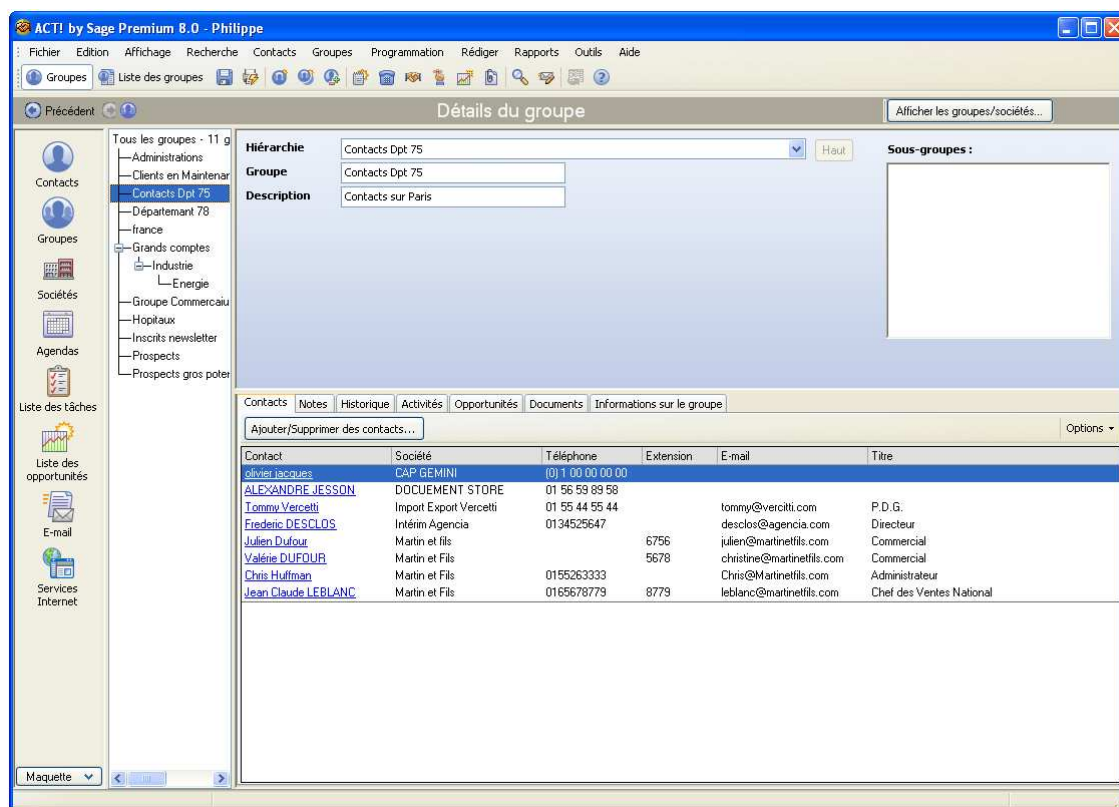 ACT! by Sage Premium 8.0 - Philippe
Fichier Edition Affichage Recherche Contacts Groupes Programmation Rédiger Rapports Outils Aide
Groupes Liste des groupes
Précédent Détails du groupe Afficher les groupes/sociétés...
Contacts
Groupes
Sociétés
Agendas
Liste des tâches
Liste des
opportunités
E-mail
Services
Internet
Maquette
Tous les groupes - 11 g
Administrations
Clients en Maintenar
Contacts Dpt 75
Départemant 78
france
Grands comptes
Industrie
Energie
Groupe Commercaiu
Hopitaux
Inscrits newsletter
Prospects
Prospects gros poter
Hiérarchie Contacts Dpt 75 Haut Sous-groupes :
Groupe Contacts Dpt 75
Description Contacts sur Paris
Contacts Notes Historique Activités Opportunités Documents Informations sur le groupe
Ajouter/Supprimer des contacts... Options
Contact Société Téléphone Extension E-mail Titre
olivier jacques CAP GEMINI (0) 1 00 00 00 00
ALEXANDRE JESSON DOCUEMENT STORE 01 56 59 89 58
Tommy Vercetti Import Export Vercetti 01 55 44 55 44 tommy@vercitti.com P.D.G.
Frederic DESCLOS Intérim Agencia 0134525647 desclos@agencia.com Directeur
Julien Dufour Martin et fils 6756 julien@martinetfils.com Commercial
Valérie DUFOUR Martin et Fils 5678 christine@martinetfils.com Commercial
Chris Huffman Martin et Fils 0155263333 Chris@Martinetfils.com Administrateur
Jean Claude LEBLANC Martin et Fils 0165678779 8779 leblanc@martinetfils.com Chef des Ventes National